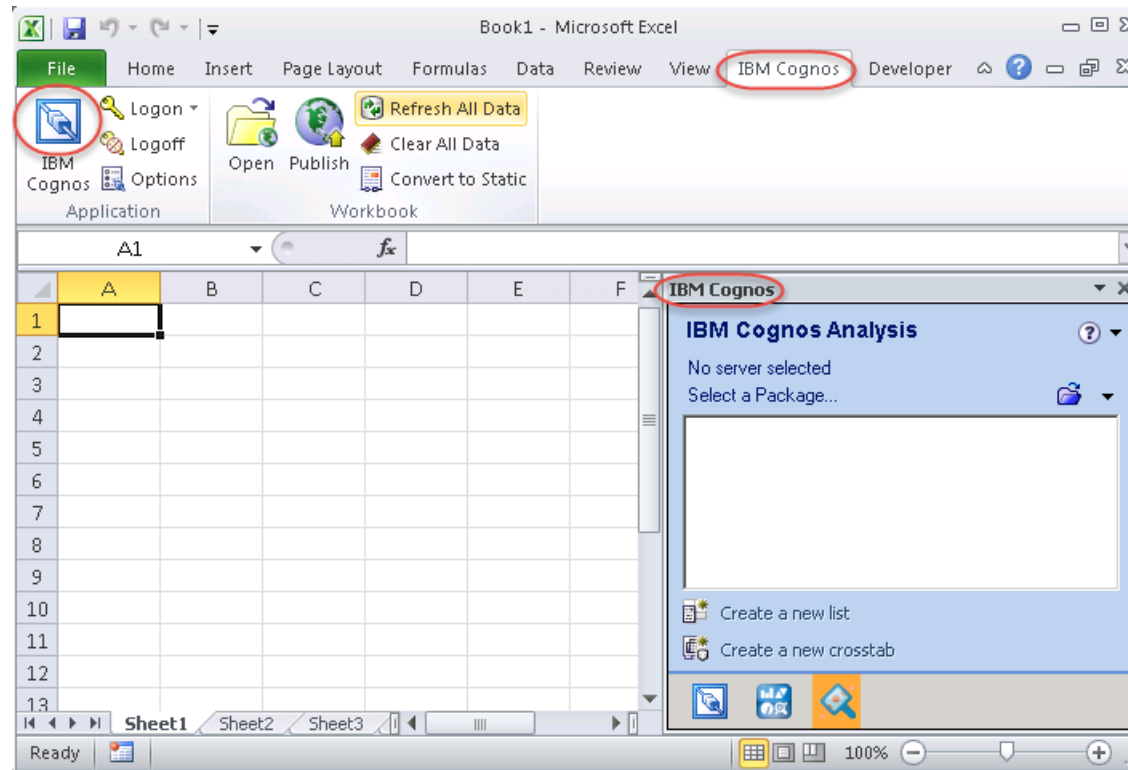 Book1 - Microsoft Excel
File Home Insert Page Layout Formulas Data Review View IBM Cognos Developer
IBM Cognos
Logon
Logoff
Options
Application
Open
Publish
Refresh All Data
Clear All Data
Convert to Static
Workbook
A1 fx
A B C D E F
1
2
3
4
5
6
7
8
9
10
11
12
13
IBM Cognos
IBM Cognos Analysis
No server selected
Select a Package...
Create a new list
Create a new crosstab
Sheet1 Sheet2 Sheet3
Ready 100%